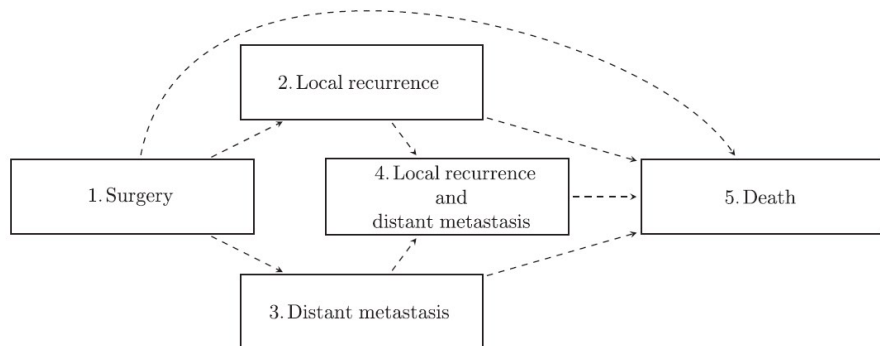 2. Local recurrence
1. Surgery
4. Local recurrence
and
distant metastasis
5. Death
3. Distant metastasis